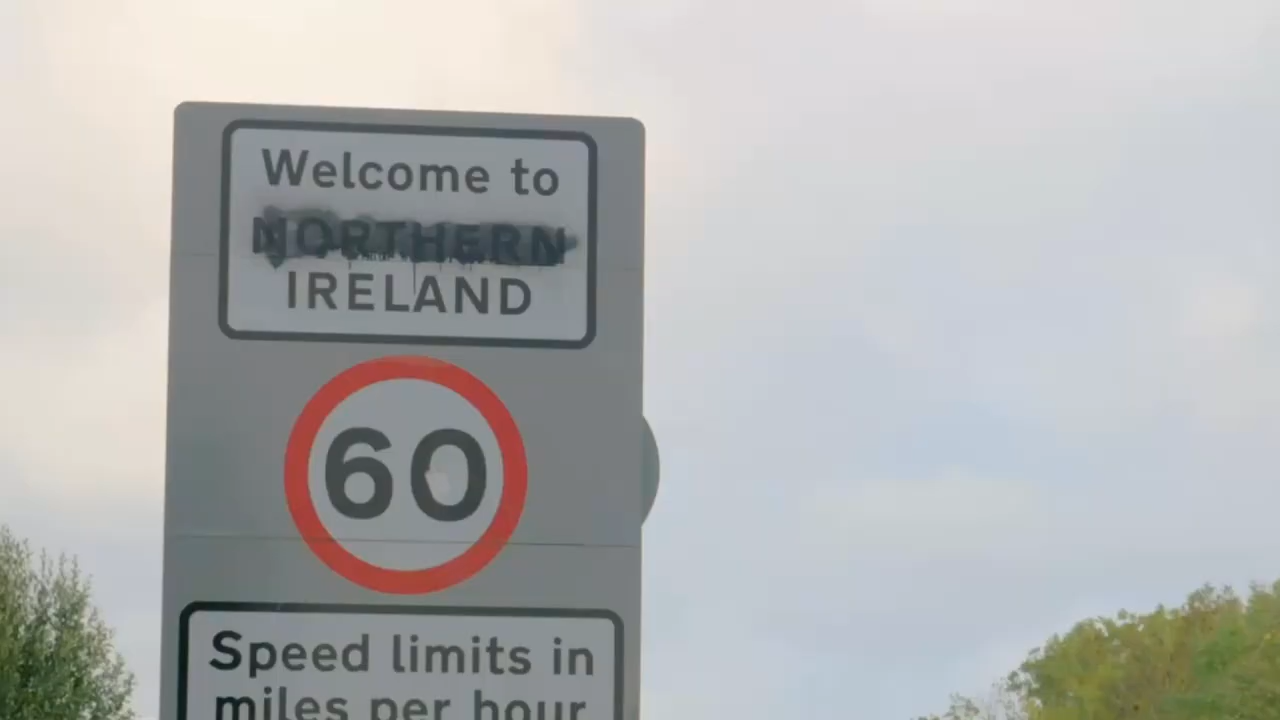 Welcome to
NORTHERN
IRELAND
60
Speed limits in
miles per hour